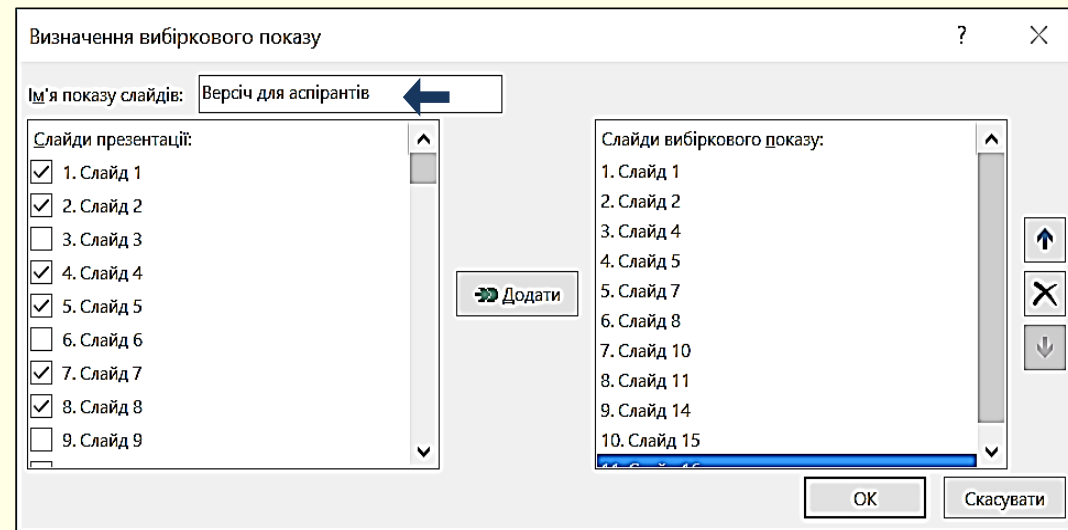 Визначення вибіркового показу ?
Ім'я показу слайдів: Версіч для аспірантів
Слайди презентації:
1. Слайд 1
2. Слайд 2
3. Слайд 3
4. Слайд 4
5. Слайд 5
6. Слайд 6
7. Слайд 7
8. Слайд 8
9. Слайд 9
Додати
Слайди вибіркового показу:
1. Слайд 1
2. Слайд 2
3. Слайд 4
4. Слайд 5
5. Слайд 7
6. Слайд 8
7. Слайд 10
8. Слайд 11
9. Слайд 14
10. Слайд 15
ОК Скасувати